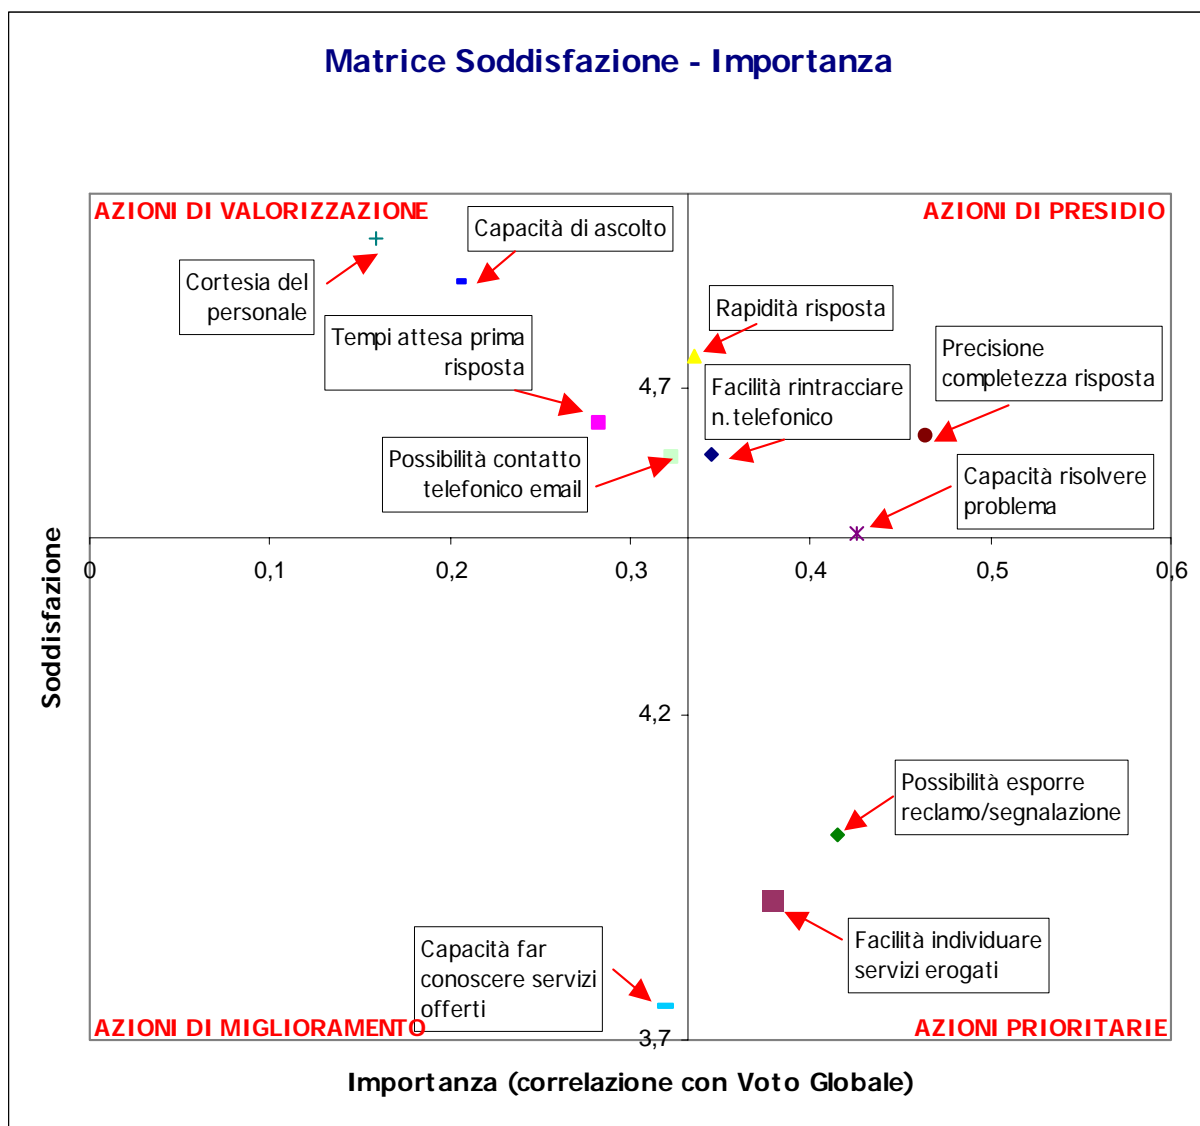 Matrice Soddisfazione - Importanza
AZIONI DI VALORIZZAZIONE
AZIONI DI PRESIDIO
Capacità di ascolto
Cortesia del
personale
Rapidità risposta
Tempi attesa prima
risposta
Precisione
completezza risposta
4,7
Facilità rintracciare
n.telefonico
Possibilità contatto
telefonico email
Capacità risolvere
problema
0
0,1
0,2
0,3
0,4
0,5
0,6
Soddisfazione
4,2
Possibilità esporre
reclamo/segnalazione
Facilità individuare
servizi erogati
Capacità far
conoscere servizi
offerti
AZIONI DI MIGLIORAMENTO
3,7
AZIONI PRIORITARIE
Importanza (correlazione con Voto Globale)